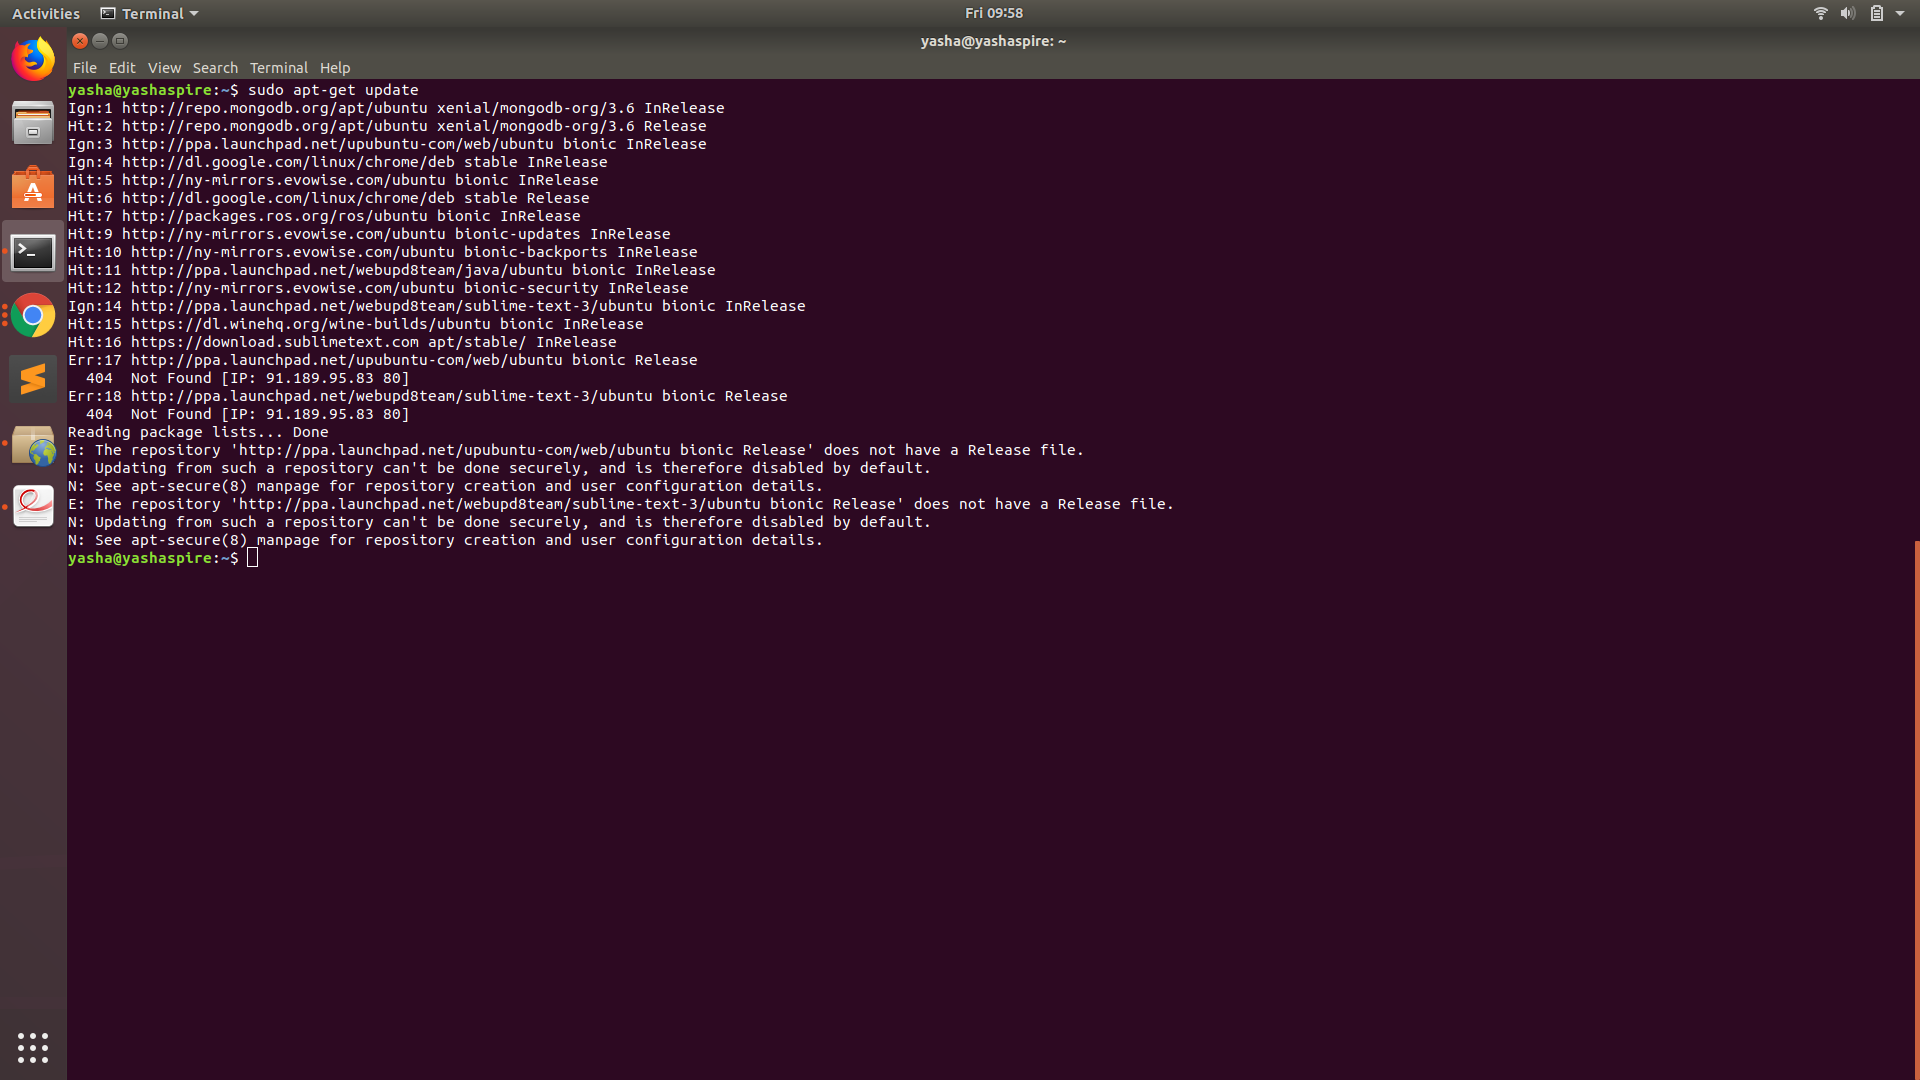 Activities Terminal Fri 09:58
yasha@yashaspire: ~
File Edit View Search Terminal Help
yasha@yashaspire:~$ sudo apt-get update
Ign:1 http://repo.mongodb.org/apt/ubuntu xenial/mongodb-org/3.6 InRelease
Hit:2 http://repo.mongodb.org/apt/ubuntu xenial/mongodb-org/3.6 Release
Ign:3 http://ppa.launchpad.net/upubuntu-com/web/ubuntu bionic InRelease
Ign:4 http://dl.google.com/linux/chrome/deb stable InRelease
Hit:5 http://ny-mirrors.evowise.com/ubuntu bionic InRelease
Hit:6 http://dl.google.com/linux/chrome/deb stable Release
Hit:7 http://packages.ros.org/ros/ubuntu bionic InRelease
Hit:9 http://ny-mirrors.evowise.com/ubuntu bionic-updates InRelease
Hit:10 http://ny-mirrors.evowise.com/ubuntu bionic-backports InRelease
Hit:11 http://ppa.launchpad.net/webupd8team/java/ubuntu bionic InRelease
Hit:12 http://ny-mirrors.evowise.com/ubuntu bionic-security InRelease
Ign:14 http://ppa.launchpad.net/webupd8team/sublime-text-3/ubuntu bionic InRelease
Hit:15 https://dl.winehq.org/wine-builds/ubuntu bionic InRelease
Hit:16 https://download.sublimetext.com apt/stable/ InRelease
Err:17 http://ppa.launchpad.net/upubuntu-com/web/ubuntu bionic Release
  404  Not Found [IP: 91.189.95.83 80]
Err:18 http://ppa.launchpad.net/webupd8team/sublime-text-3/ubuntu bionic Release
  404  Not Found [IP: 91.189.95.83 80]
Reading package lists... Done
E: The repository 'http://ppa.launchpad.net/upubuntu-com/web/ubuntu bionic Release' does not have a Release file.
N: Updating from such a repository can't be done securely, and is therefore disabled by default.
N: See apt-secure(8) manpage for repository creation and user configuration details.
E: The repository 'http://ppa.launchpad.net/webupd8team/sublime-text-3/ubuntu bionic Release' does not have a Release file.
N: Updating from such a repository can't be done securely, and is therefore disabled by default.
N: See apt-secure(8) manpage for repository creation and user configuration details.
yasha@yashaspire:~$